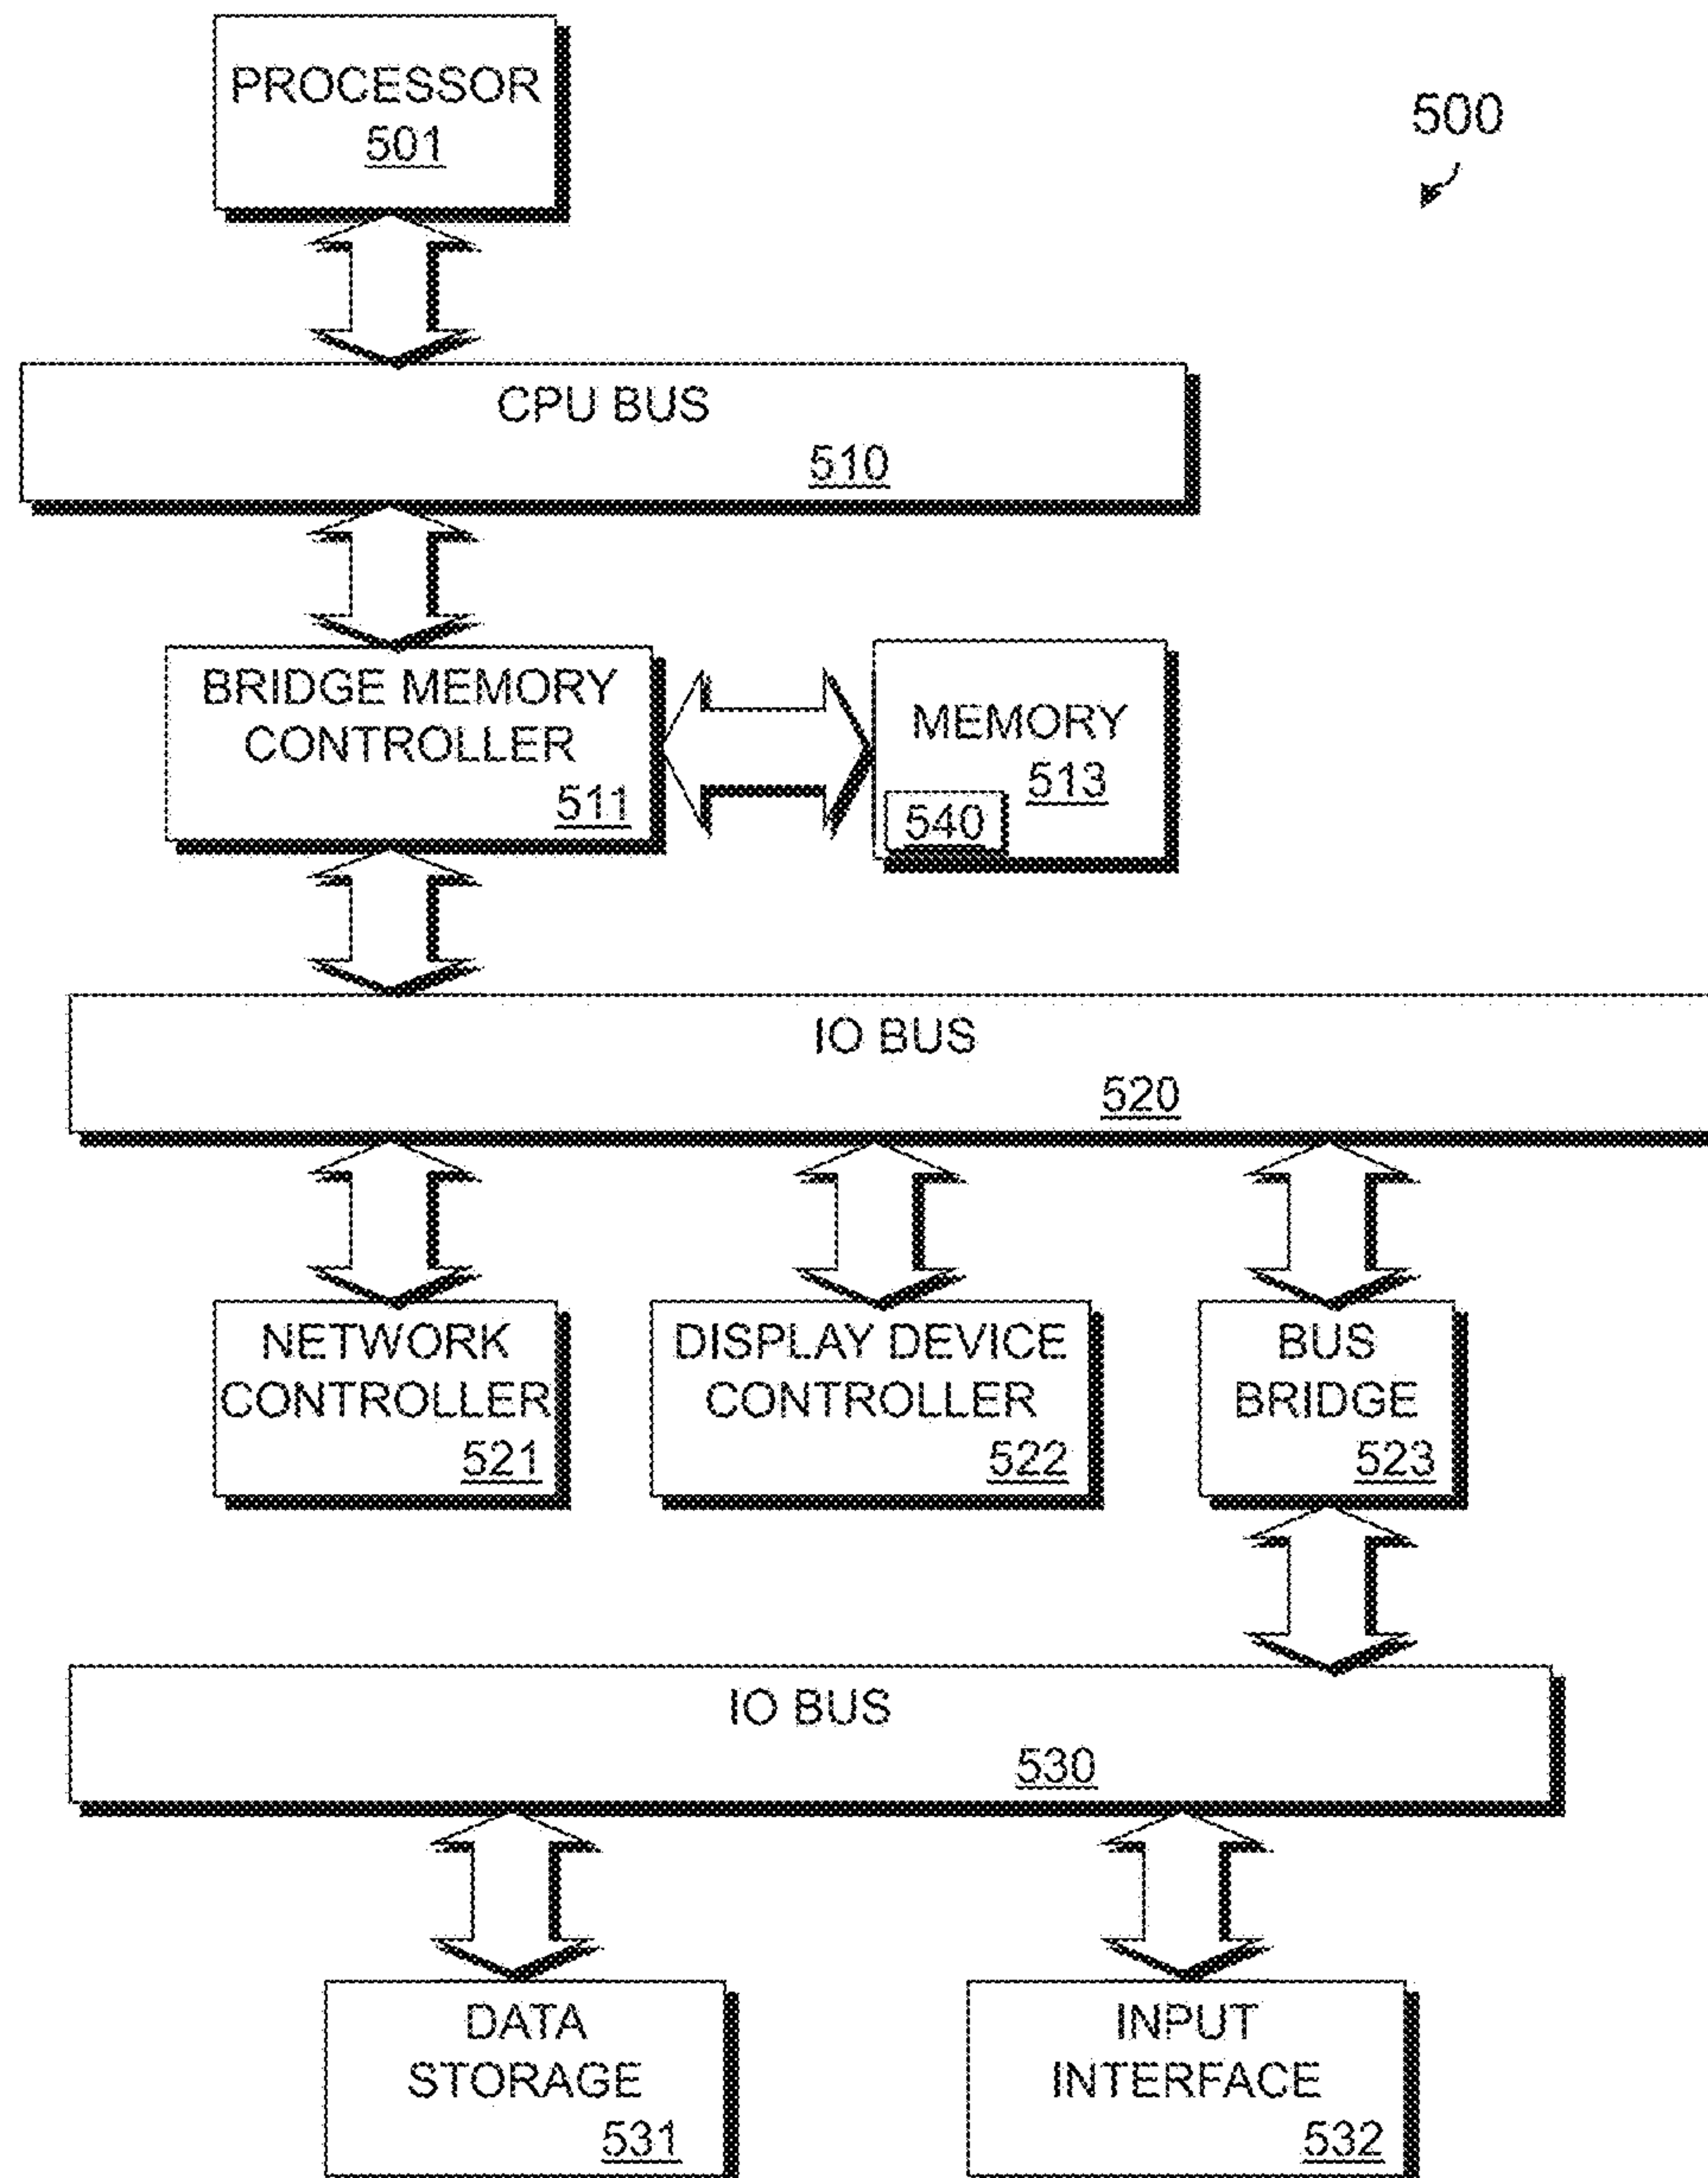 PROCESSOR
501
500
CPU BUS
510
BRIDGE MEMORY
CONTROLLER
511
MEMORY
513
540
IO BUS
520
NETWORK
CONTROLLER
521
DISPLAY DEVICE
CONTROLLER
522
BUS
BRIDGE
523
IO BUS
530
DATA
STORAGE
531
INPUT
INTERFACE
532